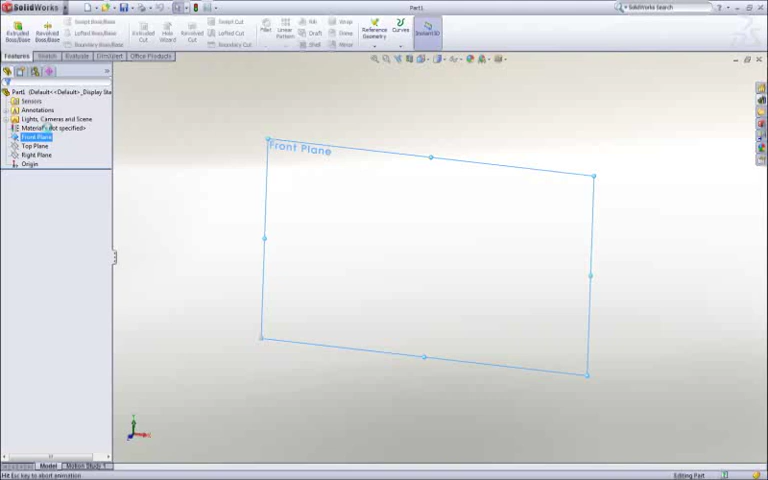 SolidWorks
Part1
SolidWorks Search
Extruded Boss/Base
Revolved Boss/Base
Swept Boss/Base
Lofted Boss/Base
Boundary Boss/Base
Extruded Cut
Hole Wizard
Revolved Cut
Swept Cut
Lofted Cut
Boundary Cut
Fillet
Linear Pattern
Rib
Draft
Shell
Wrap
Dome
Mirror
Reference Geometry
Curves
Instant3D
Features
Sketch
Evaluate
DimXpert
Office Products
Part1 (Default<<Default>_Display Sta
Sensors
Annotations
Lights, Cameras and Scene
Material <not specified>
Front Plane
Top Plane
Right Plane
Origin
Front Plane
Model
Motion Study 1
Hit Esc key to abort animation
Editing Part